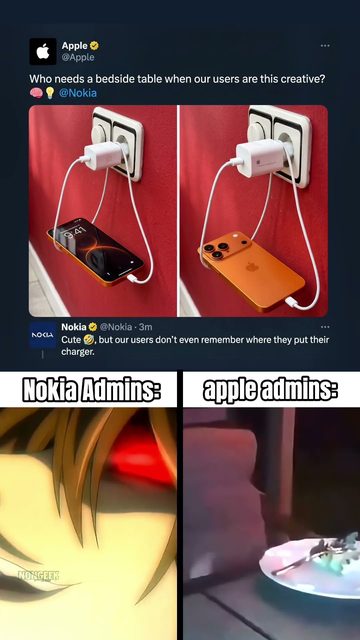 Apple
@Apple
Who needs a bedside table when our users are this creative?
🧠💡 @Nokia
9:41
NOKIA
Nokia @Nokia · 3m
Cute 🤣, but our users don't even remember where they put their
charger.
Nokia Admins:
apple admins:
NONGEEK